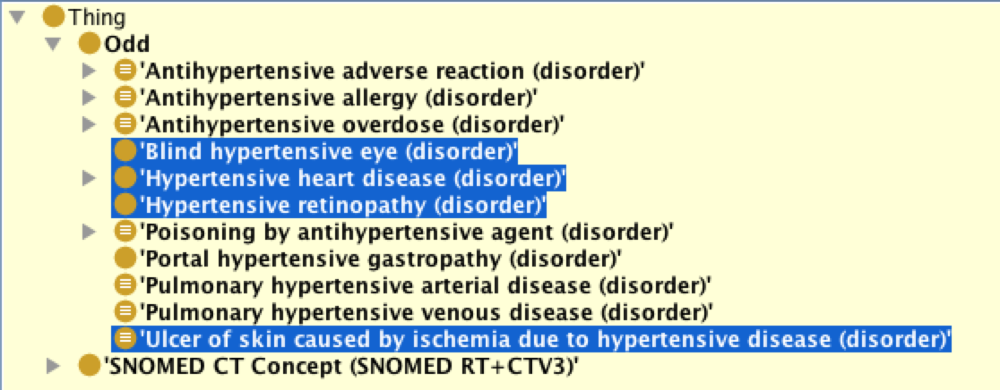 Thing
Odd
'Antihypertensive adverse reaction (disorder)'
'Antihypertensive allergy (disorder)'
'Antihypertensive overdose (disorder)'
'Blind hypertensive eye (disorder)'
'Hypertensive heart disease (disorder)'
'Hypertensive retinopathy (disorder)'
'Poisoning by antihypertensive agent (disorder)'
'Portal hypertensive gastropathy (disorder)'
'Pulmonary hypertensive arterial disease (disorder)'
'Pulmonary hypertensive venous disease (disorder)'
'Ulcer of skin caused by ischemia due to hypertensive disease (disorder)'
'SNOMED CT Concept (SNOMED RT+CTV3)'